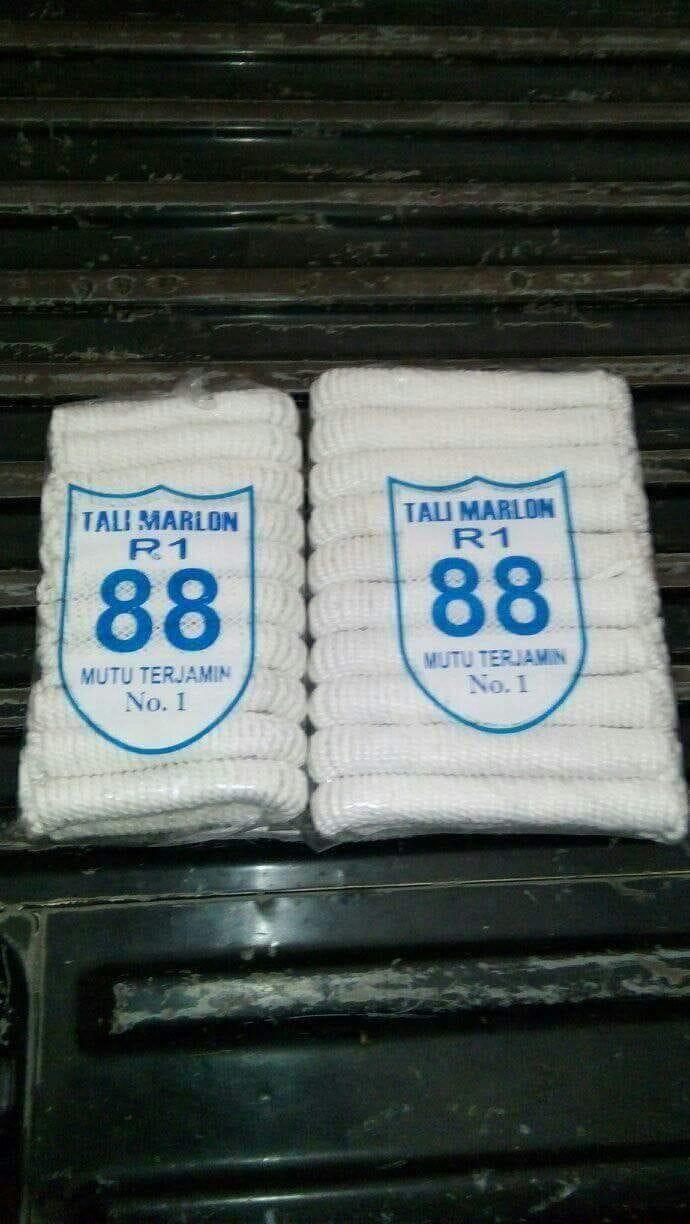 TALI MARLON
R1
88
MUTU TERJAMIN
No. 1
TALI MARLON
R1
88
MUTU TERJAMIN
No. 1